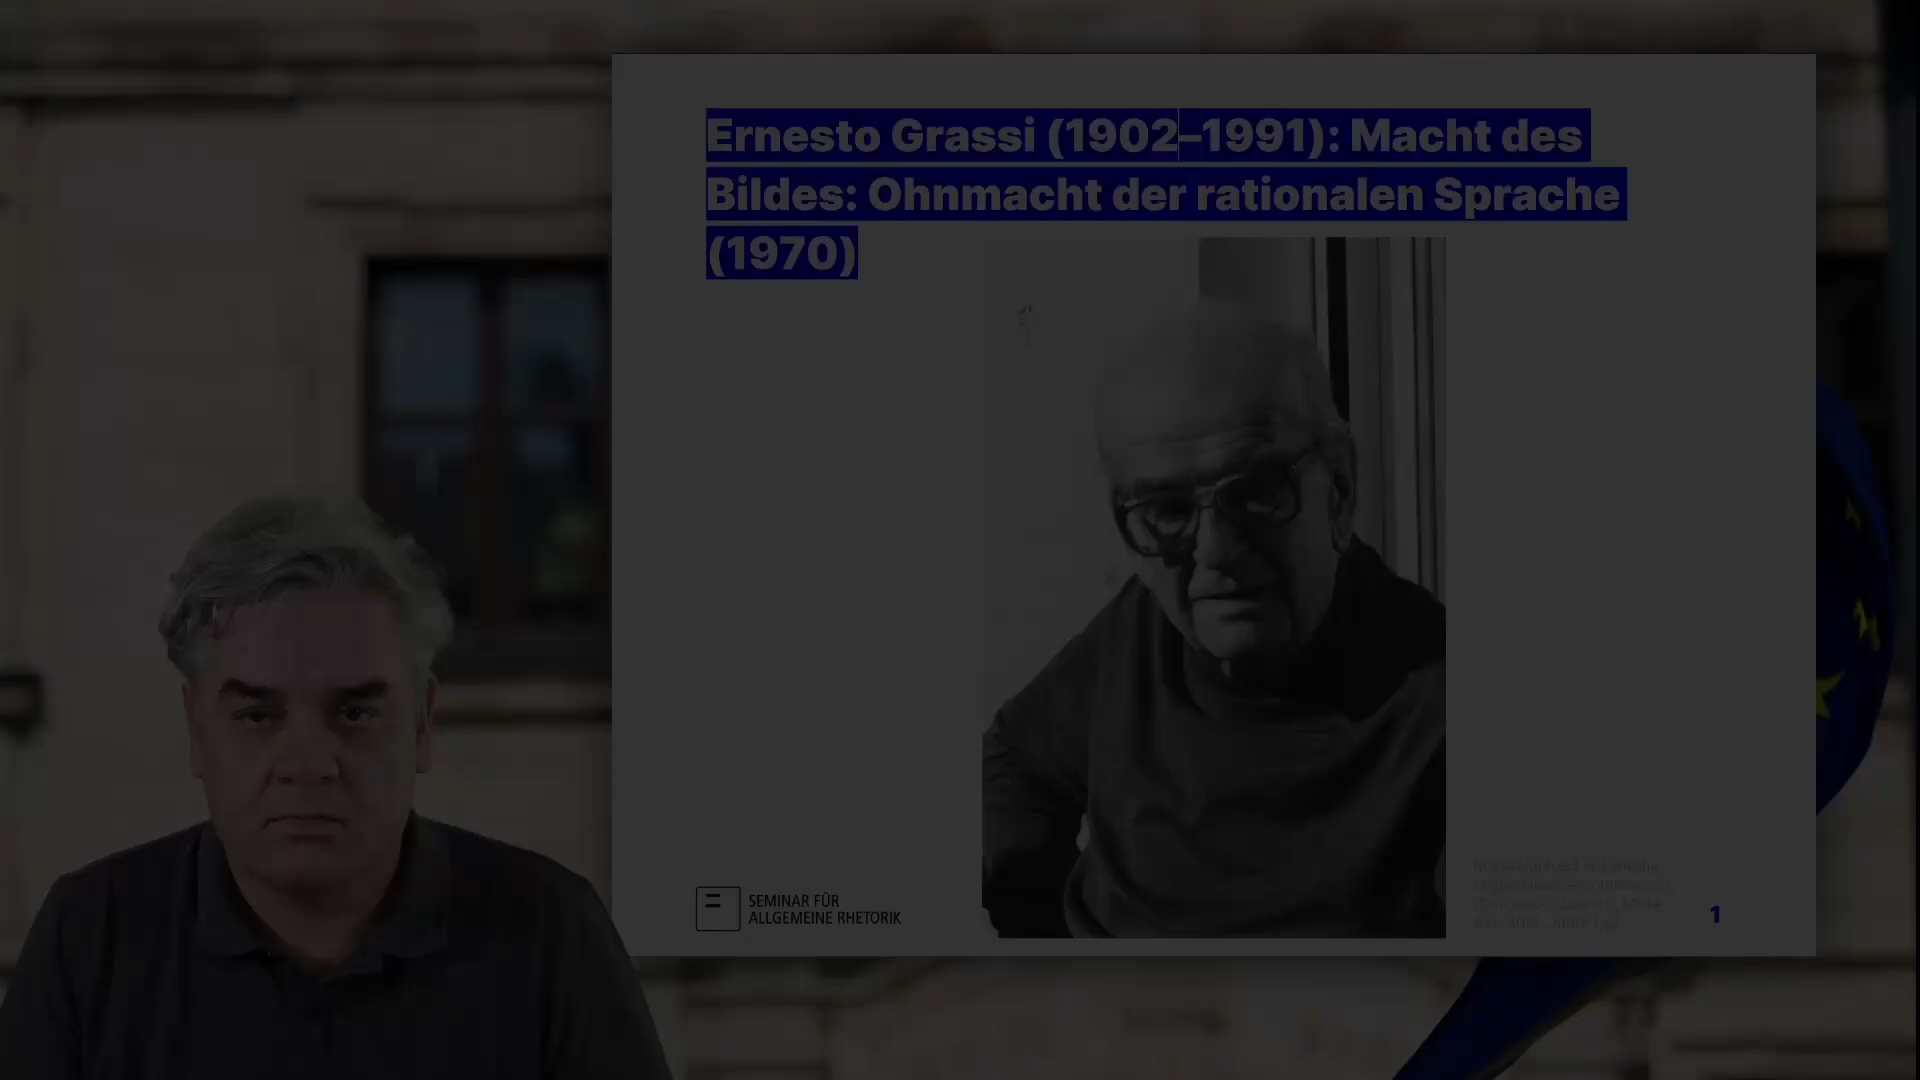 Ernesto Grassi (1902–1991): Macht des
Bildes: Ohnmacht der rationalen Sprache
(1970)
SEMINAR FÜR
ALLGEMEINE RHETORIK
1